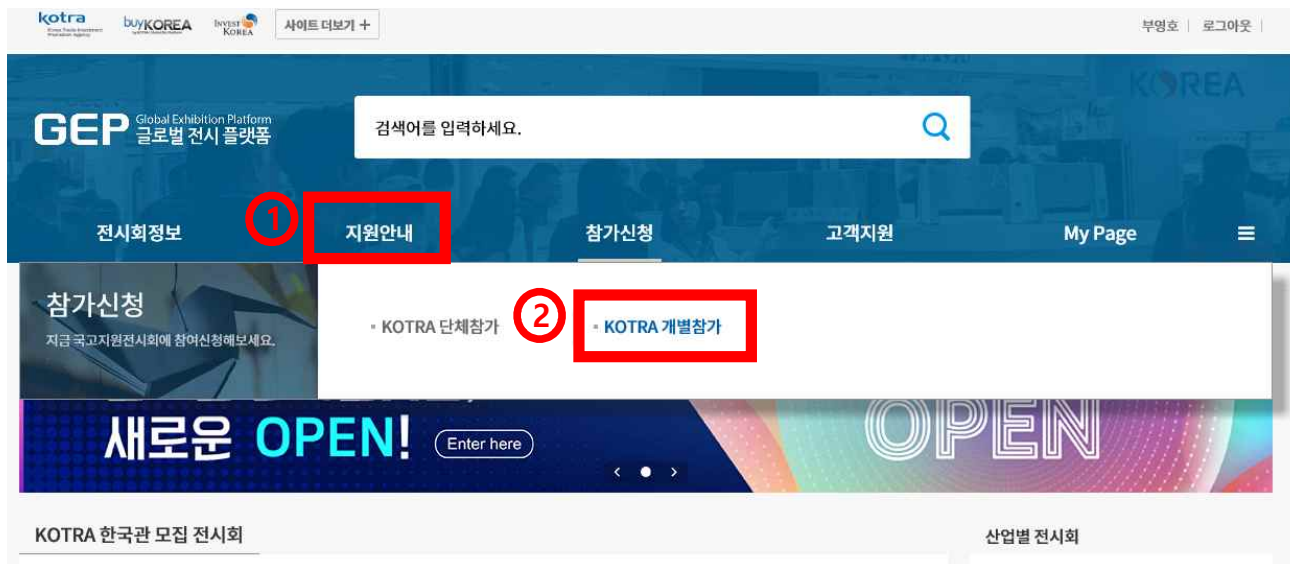 kotra
Korea Trade-Investment
Promotion Agency
buyKOREA
INVEST
KOREA
사이트 더보기 +
부영호 | 로그아웃 |
KOREA
GEP Global Exhibition Platform
글로벌 전시 플랫폼
검색어를 입력하세요.
1
전시회정보
지원안내
참가신청
고객지원
My Page
참가신청
지금 국고지원전시회에 참여신청해보세요.
KOTRA 단체참가
2
KOTRA 개별참가
새로운 OPEN!
Enter here
OPEN
KOTRA 한국관 모집 전시회
산업별 전시회